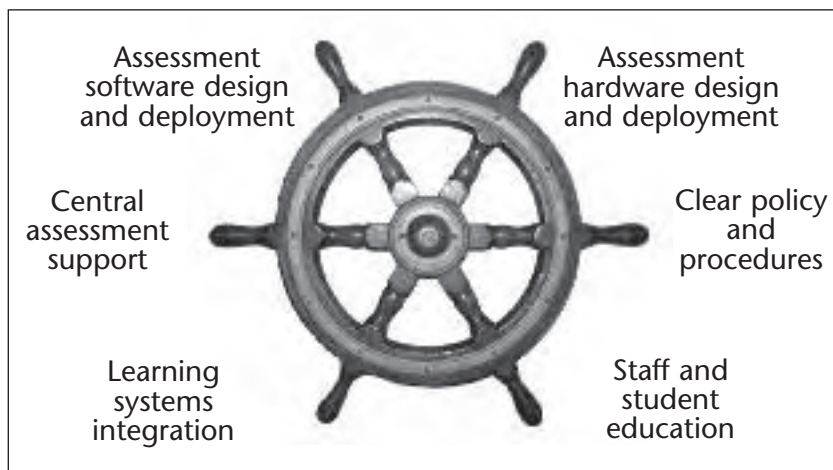 Assessment
software design
and deployment
Assessment
hardware design
and deployment
Central
assessment
support
Clear policy
and
procedures
Learning
systems
integration
Staff and
student
education